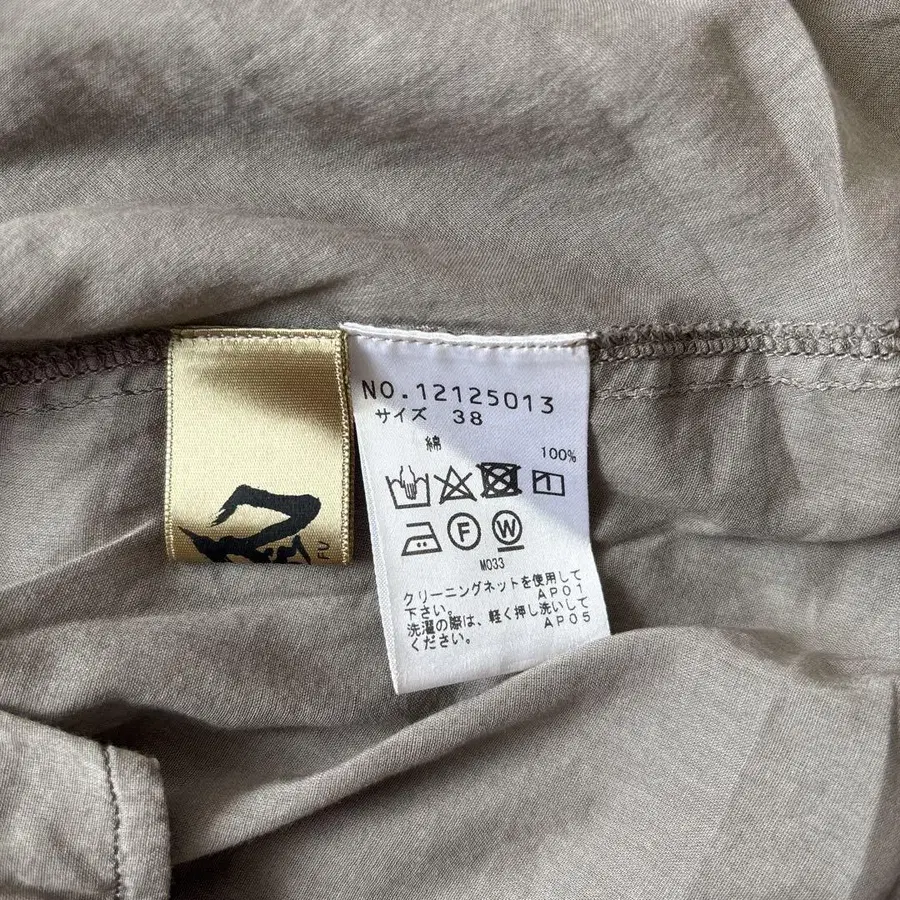 NO.12125013
サイズ 38
綿 100%
F W
M033
クリーニングネットを使用して
下さい。 AP01
洗濯の際は、軽く押し洗いして
ください。 AP05